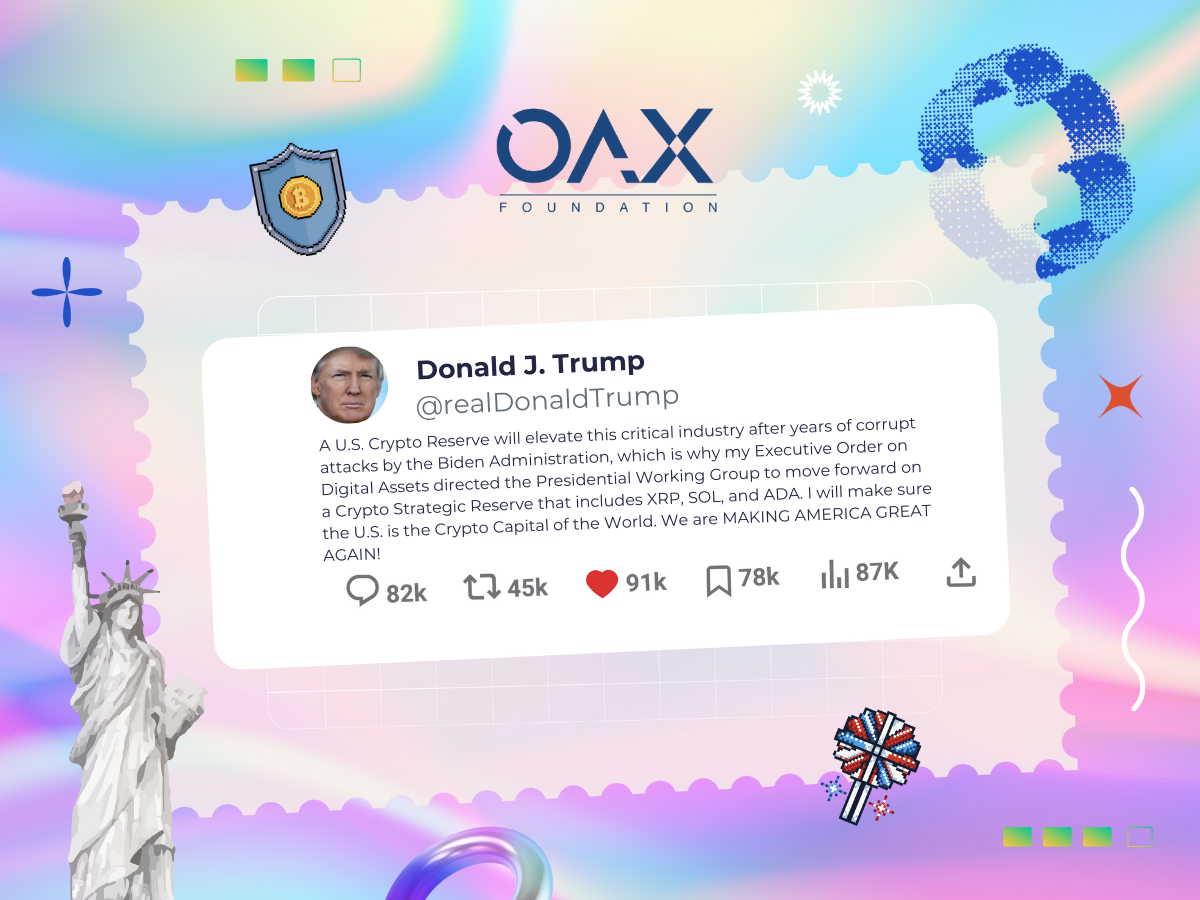 OAX
FOUNDATION
Donald J. Trump
@realDonaldTrump
A U.S. Crypto Reserve will elevate this critical industry after years of corrupt
attacks by the Biden Administration, which is why my Executive Order on
Digital Assets directed the Presidential Working Group to move forward on
a Crypto Strategic Reserve that includes XRP, SOL, and ADA. I will make sure
the U.S. is the Crypto Capital of the World. We are MAKING AMERICA GREAT
AGAIN!
82k 45k 91k 78k 87K